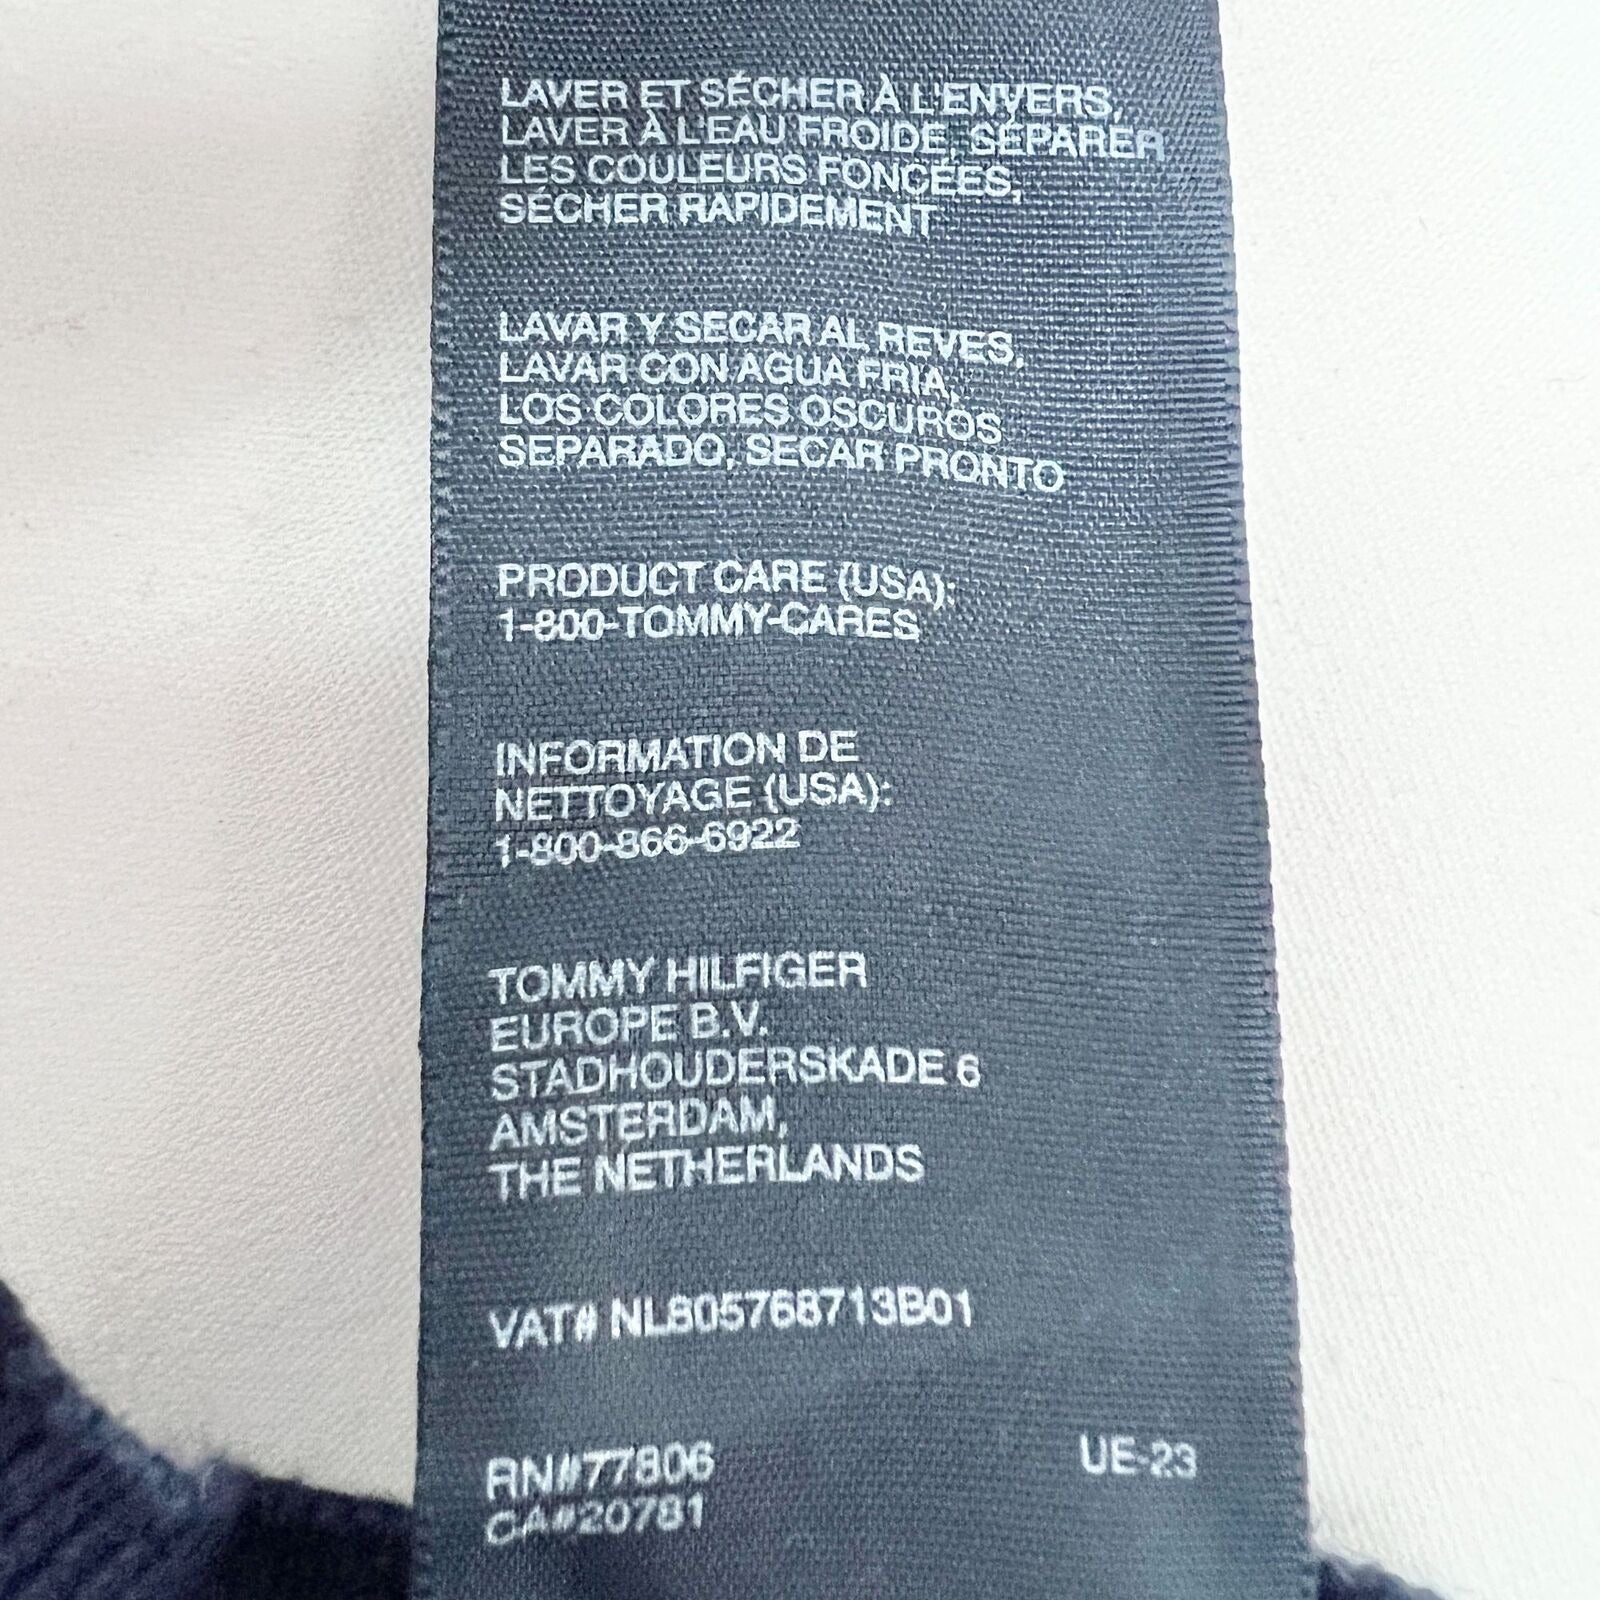 LAVER ET SÉCHER À L'ENVERS,
LAVER À L'EAU FROIDE, SÉPARER
LES COULEURS FONCÉES,
SÉCHER RAPIDEMENT
LAVAR Y SECAR AL REVES,
LAVAR CON AGUA FRIA,
LOS COLORES OSCUROS
SEPARADO, SECAR PRONTO
PRODUCT CARE (USA):
1-800-TOMMY-CARES
INFORMATION DE
NETTOYAGE (USA):
1-800-866-6922
TOMMY HILFIGER
EUROPE B.V.
STADHOUDERSKADE 6
AMSTERDAM,
THE NETHERLANDS
VAT# NL805768713B01
RN#77806
UE-23
CA#20781